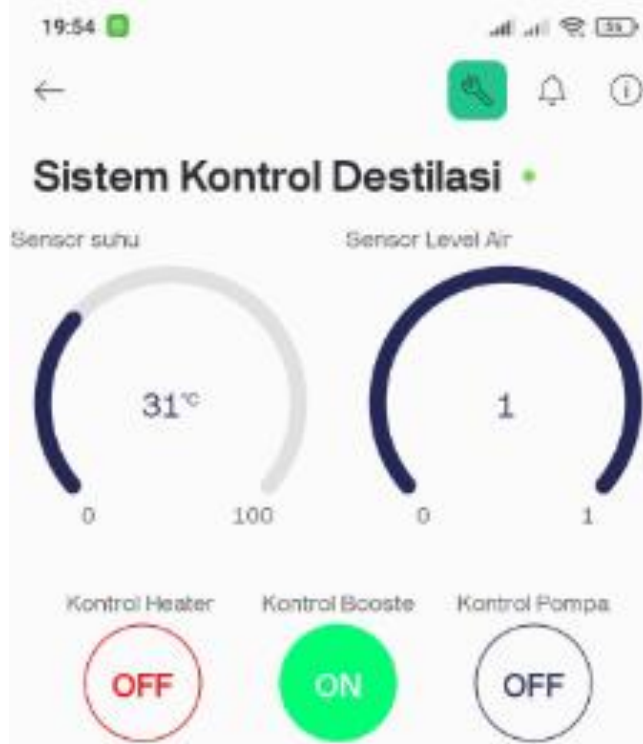 19:54
Sistem Kontrol Destilasi
Sensor suhu
Sensor Level Air
31°C
1
0
100
0
1
Kontrol Heater
Kontrol Booste
Kontrol Pompa
OFF
ON
OFF